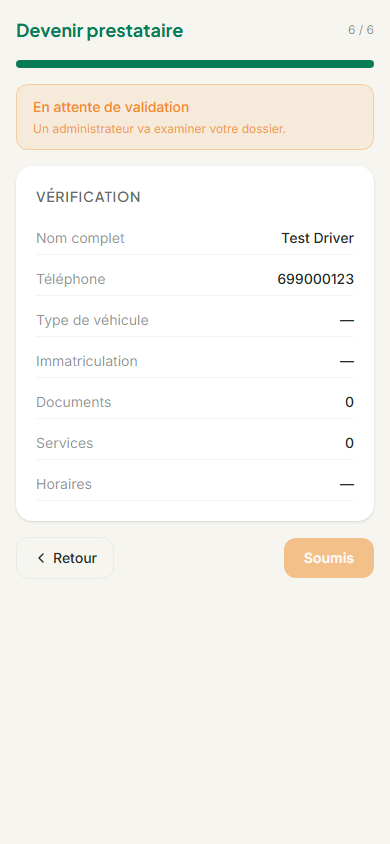 Devenir prestataire 6 / 6
En attente de validation
Un administrateur va examiner votre dossier.
VÉRIFICATION
Nom complet Test Driver
Téléphone 699000123
Type de véhicule —
Immatriculation —
Documents 0
Services 0
Horaires —
Retour Soumis